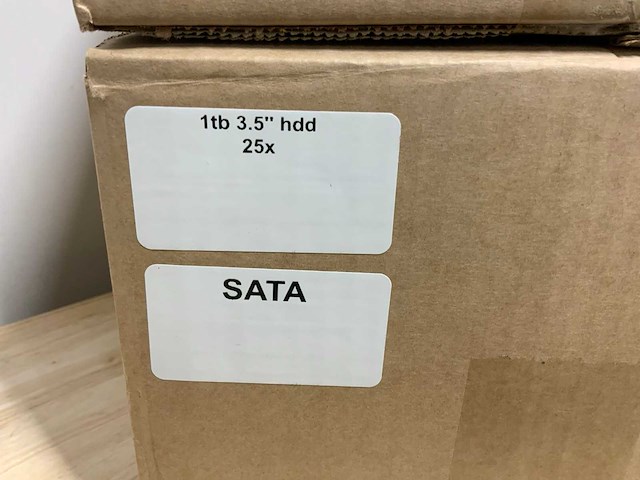 1tb 3.5" hdd
25x
SATA